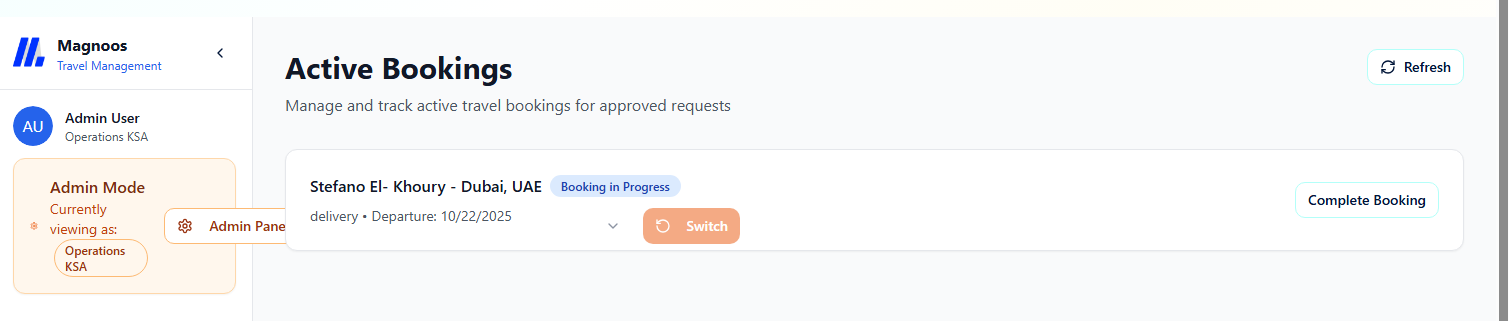 Magnoos
Travel Management
AU
Admin User
Operations KSA
Admin Mode
Currently
viewing as:
Operations
KSA
Admin Pane
Active Bookings
Refresh
Manage and track active travel bookings for approved requests
Stefano El- Khoury - Dubai, UAE
Booking in Progress
delivery • Departure: 10/22/2025
Switch
Complete Booking